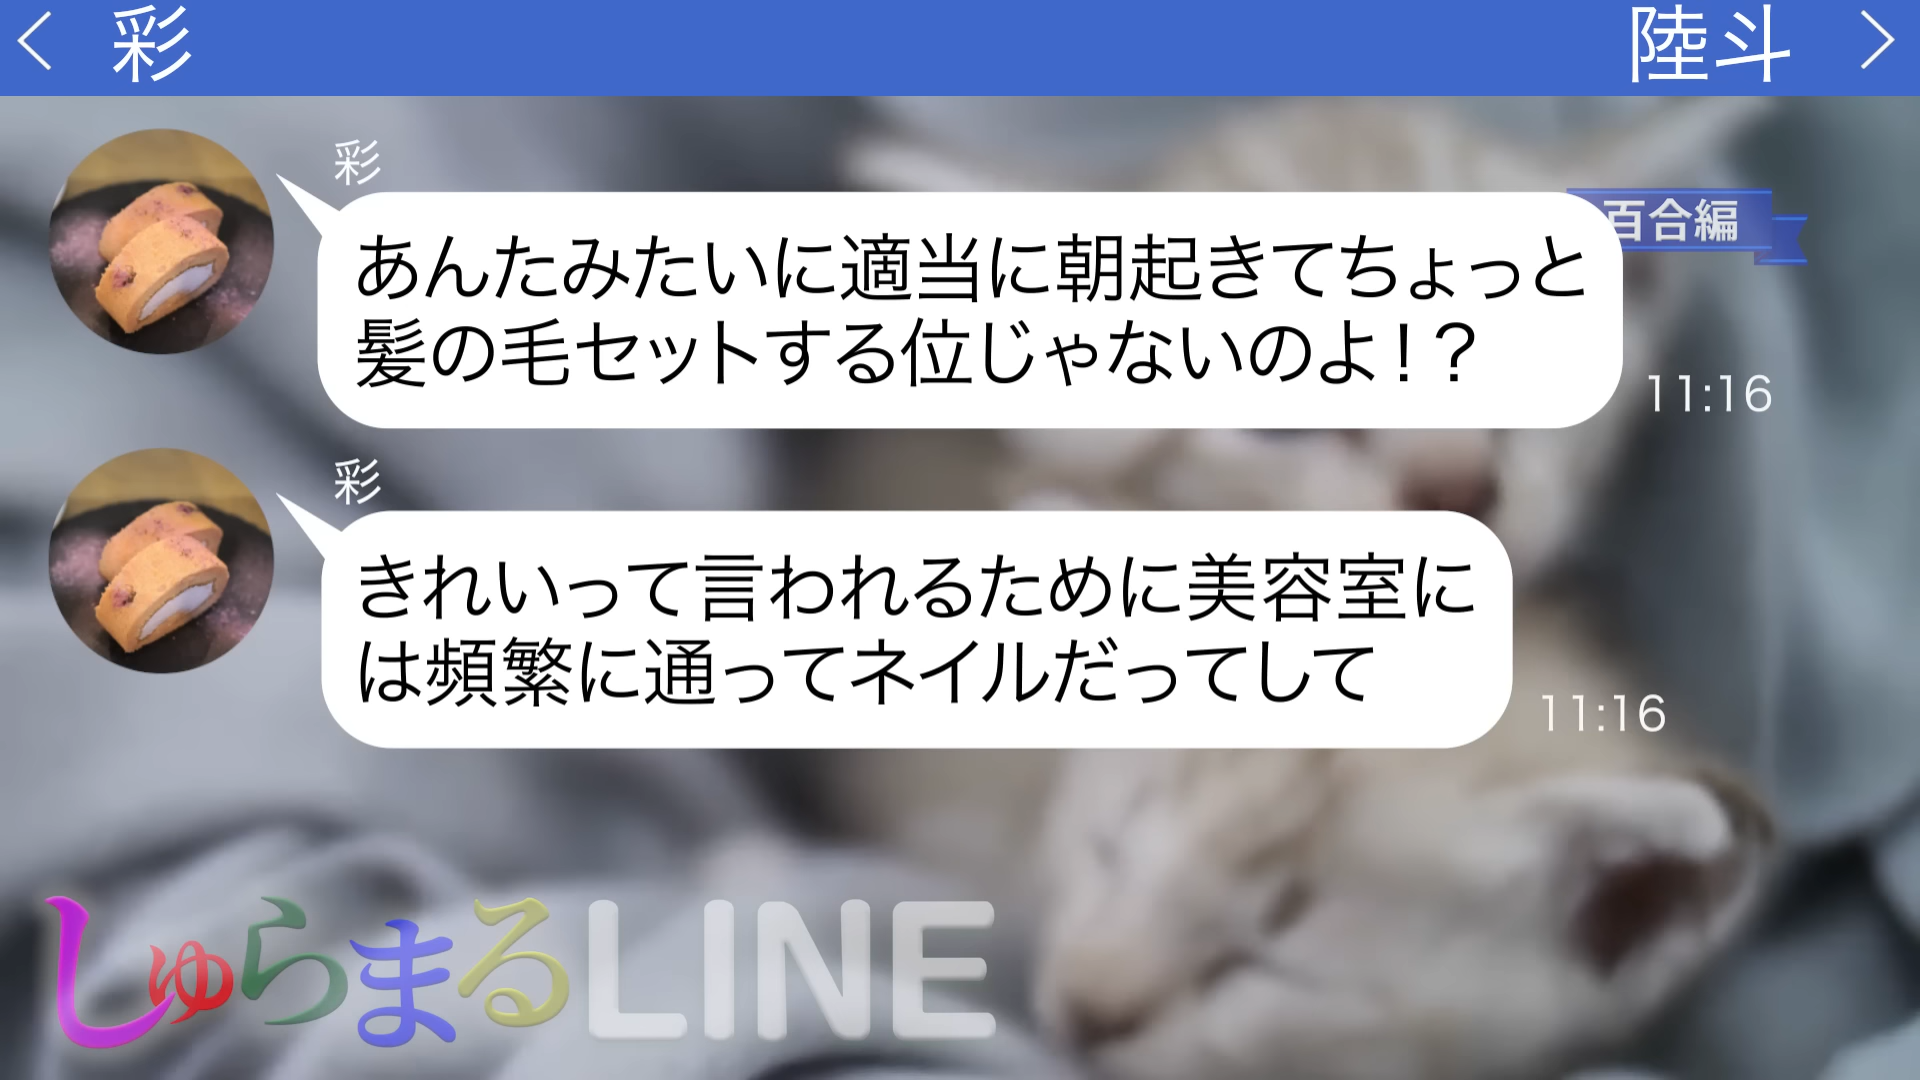 彩
陸斗
彩
百合編
あんたみたいに適当に朝起きてちょっと
髪の毛セットする位じゃないのよ！？
11:16
彩
きれいって言われるために美容室に
は頻繁に通ってネイルだってして
11:16
しゅらまるLINE